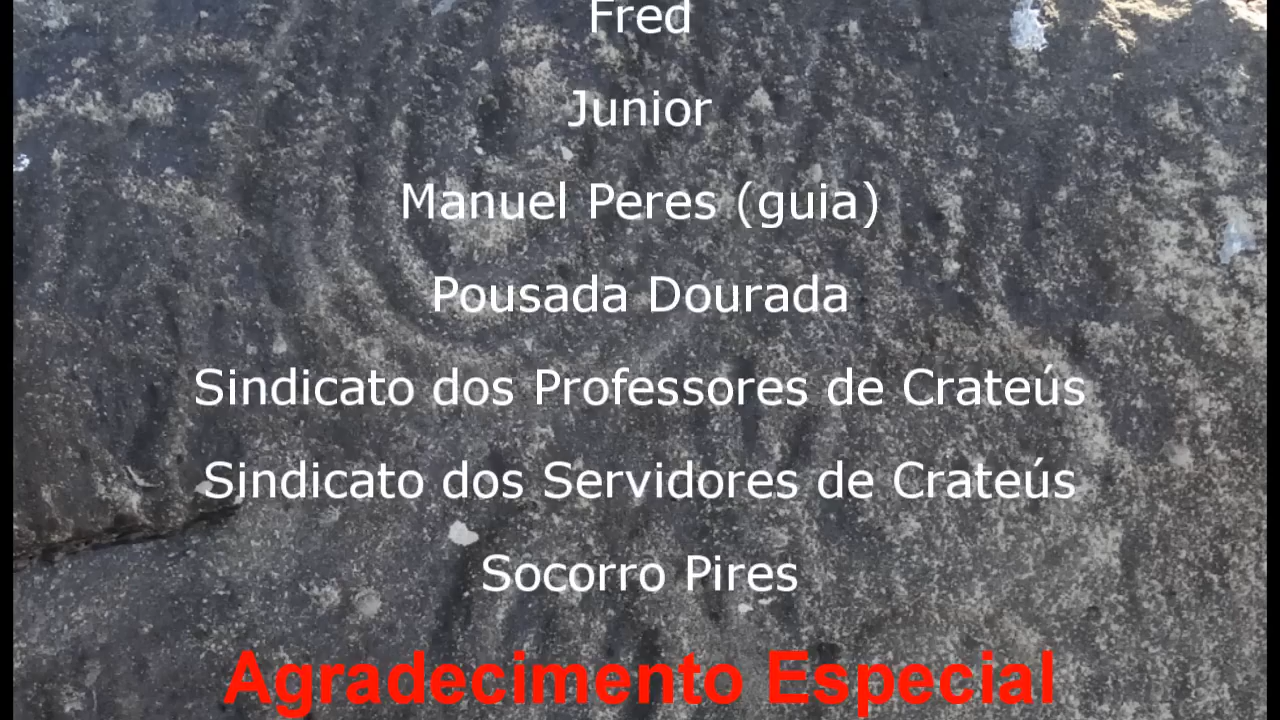 Fred
Junior
Manuel Peres (guia)
Pousada Dourada
Sindicato dos Professores de Crateús
Sindicato dos Servidores de Crateús
Socorro Pires
Agradecimento Especial